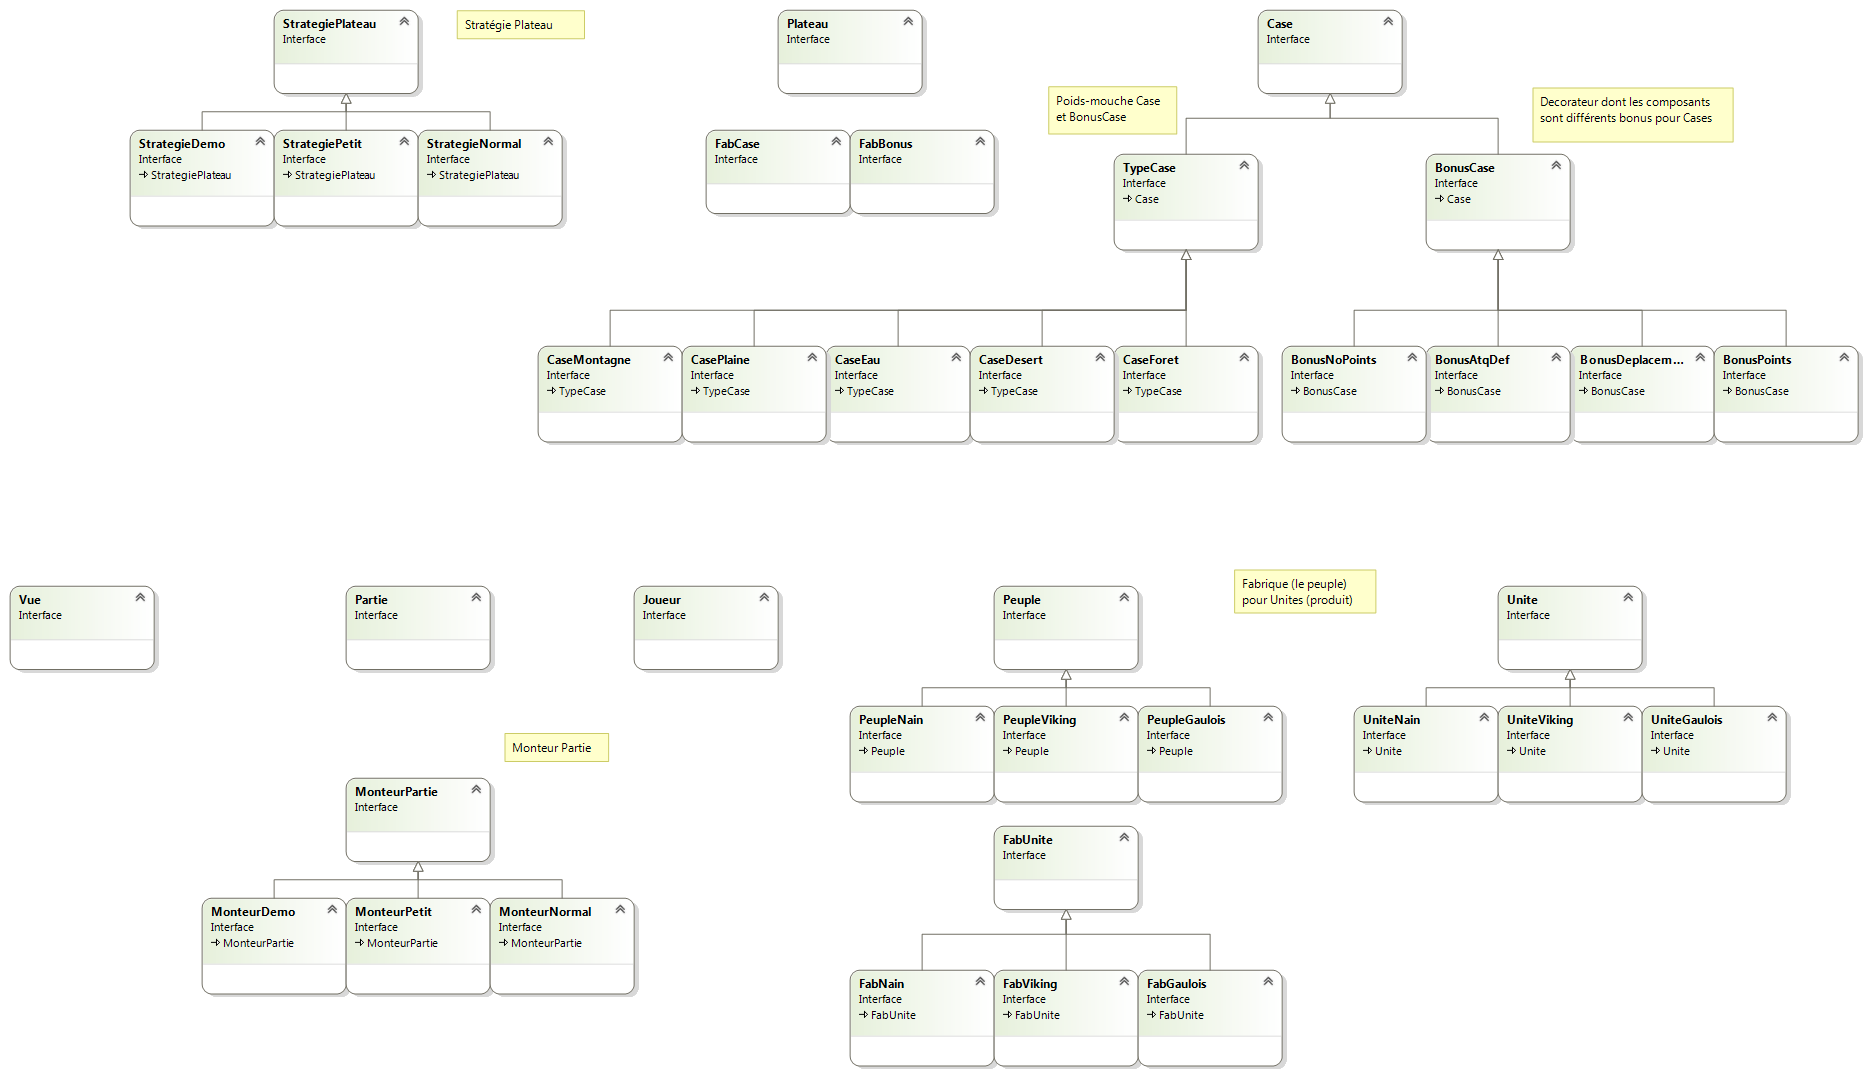 StrategiePlateau
Interface
Stratégie Plateau
Plateau
Interface
Case
Interface
Poids-mouche Case
et BonusCase
Decorateur dont les composants
sont différents bonus pour Cases
StrategieDemo
Interface
StrategiePlateau
StrategiePetit
Interface
StrategiePlateau
StrategieNormal
Interface
StrategiePlateau
FabCase
Interface
FabBonus
Interface
TypeCase
Interface
Case
BonusCase
Interface
Case
CaseMontagne
Interface
TypeCase
CasePlaine
Interface
TypeCase
CaseEau
Interface
TypeCase
CaseDesert
Interface
TypeCase
CaseForet
Interface
TypeCase
BonusNoPoints
Interface
BonusCase
BonusAtqDef
Interface
BonusCase
BonusDeplacem...
Interface
BonusCase
BonusPoints
Interface
BonusCase
Vue
Interface
Partie
Interface
Joueur
Interface
Peuple
Interface
Fabrique (le peuple)
pour Unites (produit)
Unite
Interface
PeupleNain
Interface
Peuple
PeupleViking
Interface
Peuple
PeupleGaulois
Interface
Peuple
UniteNain
Interface
Unite
UniteViking
Interface
Unite
UniteGaulois
Interface
Unite
Monteur Partie
MonteurPartie
Interface
FabUnite
Interface
MonteurDemo
Interface
MonteurPartie
MonteurPetit
Interface
MonteurPartie
MonteurNormal
Interface
MonteurPartie
FabNain
Interface
FabUnite
FabViking
Interface
FabUnite
FabGaulois
Interface
FabUnite